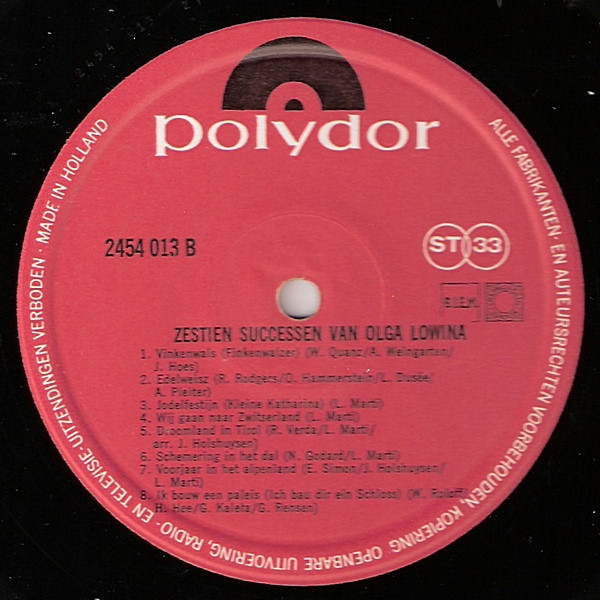 polydor
MADE IN HOLLAND
ALLE FABRIKANTEN- EN AUTEURSRECHTEN VOORBEHOUDEN, KOPIERING, OPENBARE UITVOERING, RADIO- EN TELEVISIE-UITZENDINGEN VERBODEN ·
2454 013 B
ST 33
B.I.E.M.
ZESTIEN SUCCESSEN VAN OLGA LOWINA
1. Vinkenwals (Finkenwalzer) (W. Quanz/A. Weingarten/
J. Hoes)
2. Edelweisz (R. Rodgers/O. Hammerstein/L. Dusée/
A. Pleiter)
3. Jodelfestijn (Kleine Katharina) (L. Marti)
4. Wij gaan naar Zwitserland (L. Marti)
5. Droomland in Tirol (R. Verda/L. Marti/
arr. J. Holshuysen)
6. Schemering in het dal (N. Godard/L. Marti)
7. Voorjaar in het alpenland (E. Simon/J. Holshuysen/
L. Marti)
8. Ik bouw een paleis (Ich bau dir ein Schloss) (W. Ruloff/
H. Hee/G. Kaleta/G. Rensen)
2454 013